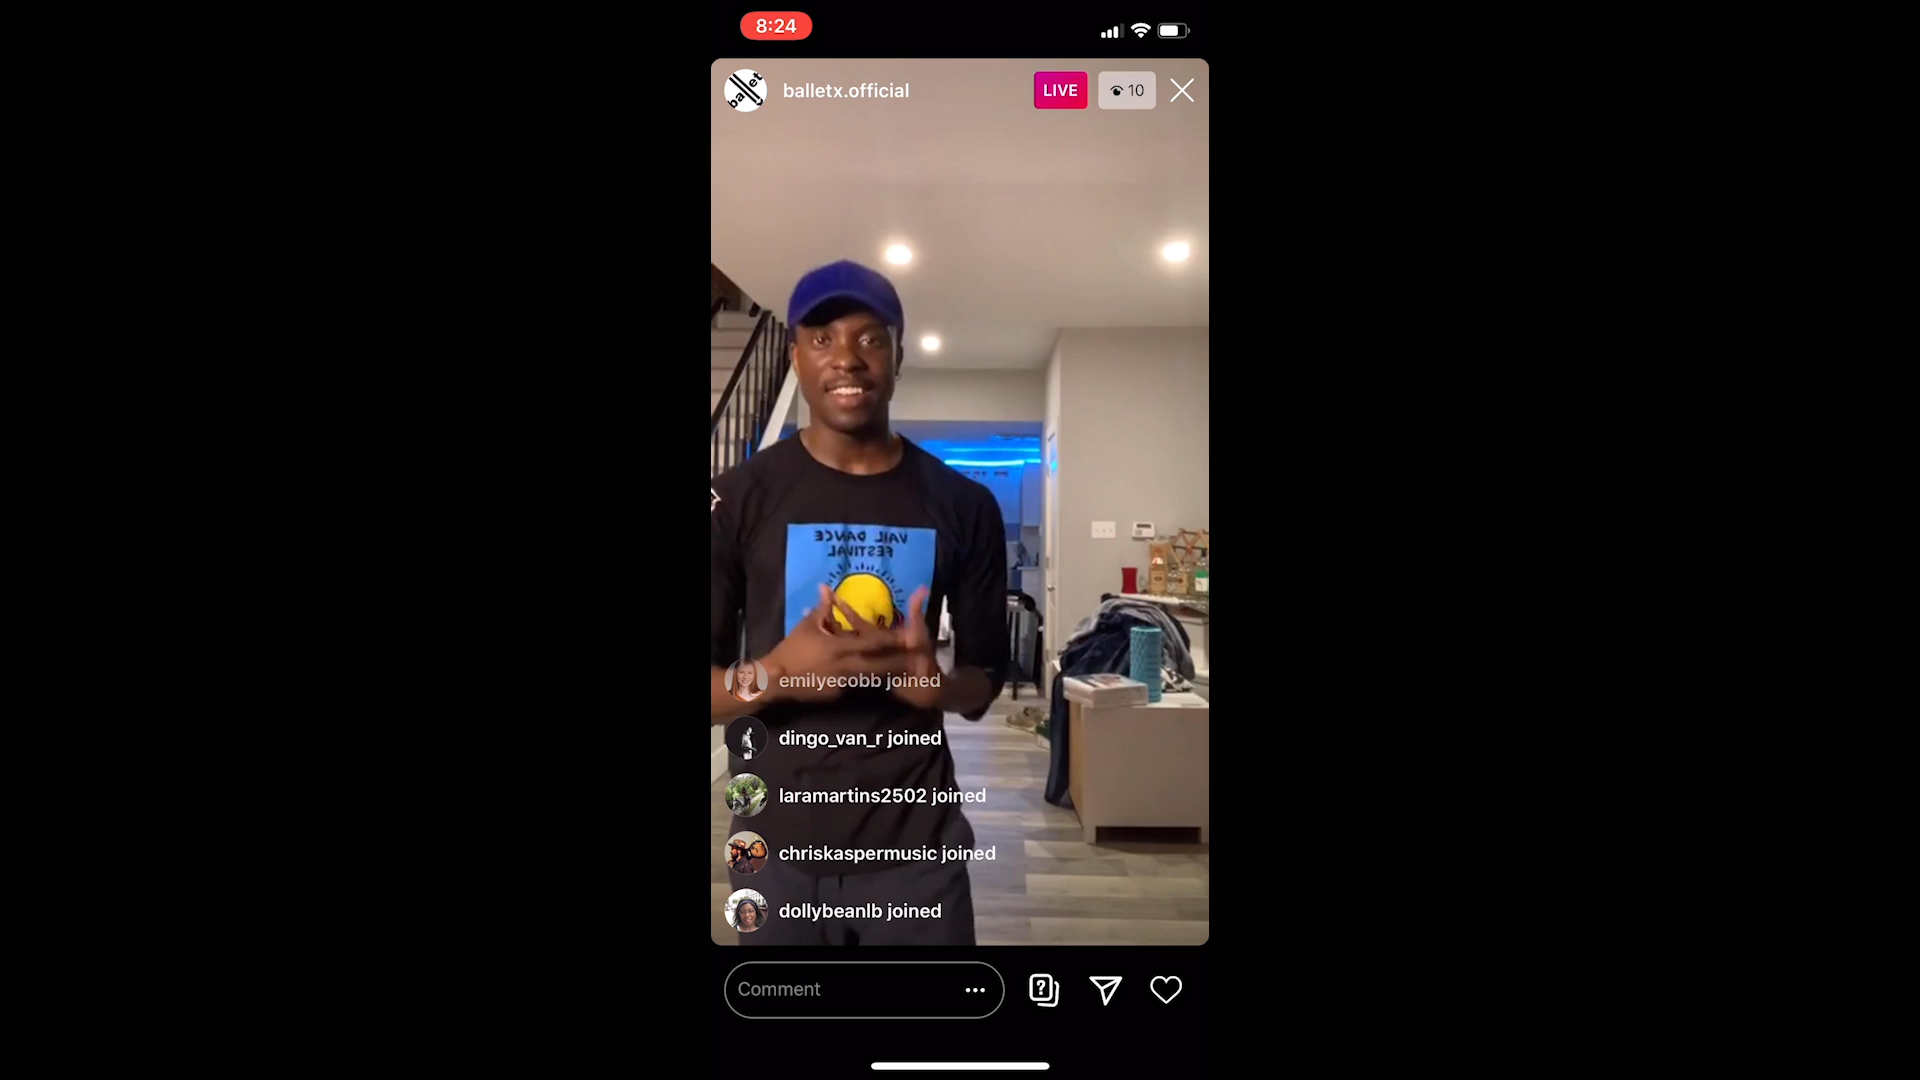 8:24
balletx.official
LIVE
10
ballet
VAIL DANCE
FESTIVAL
emilyecobb joined
dingo_van_r joined
laramartins2502 joined
chriskaspermusic joined
dollybeanlb joined
Comment